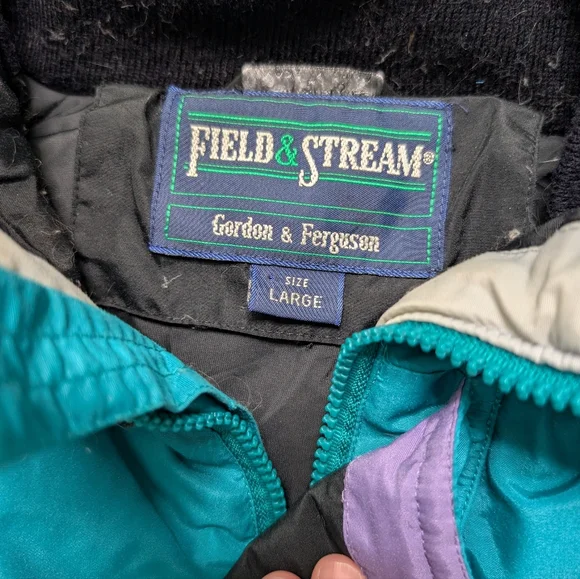 FIELD & STREAM®
Gordon & Ferguson
SIZE
LARGE